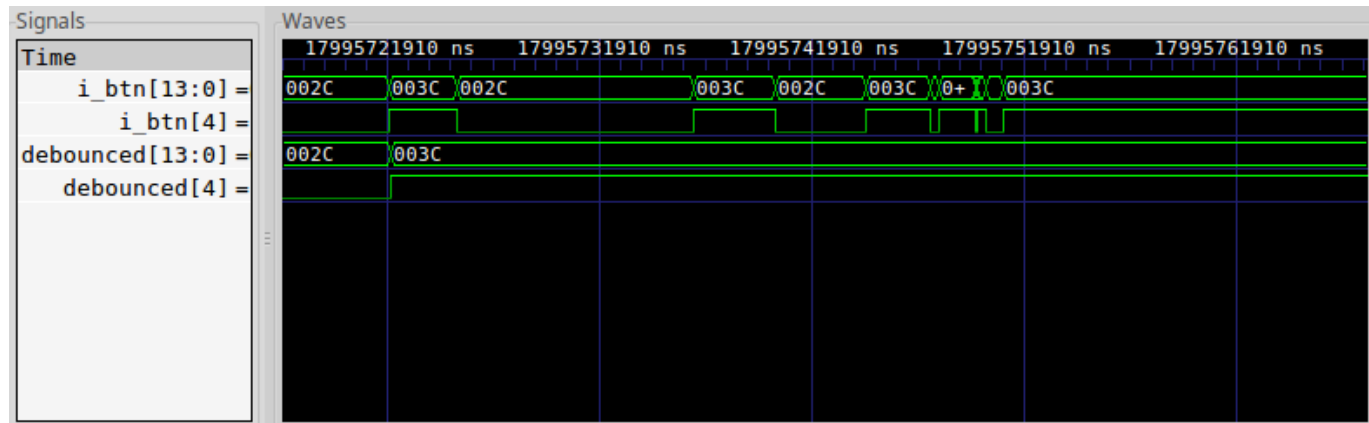 Signals
Waves
Time
17995721910 ns 17995731910 ns 17995741910 ns 17995751910 ns 17995761910 ns
i_btn[13:0] = 002C 003C 002C 003C 002C 003C 0+ 003C
i_btn[4] =
debounced[13:0] = 002C 003C
debounced[4] =